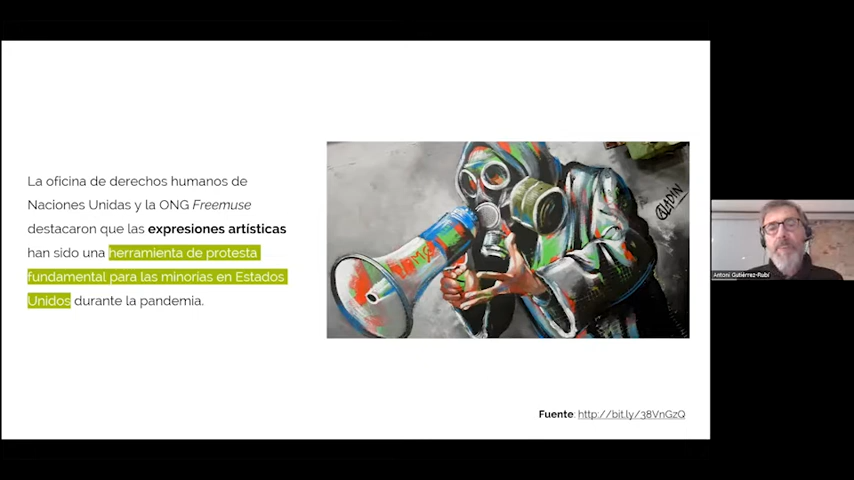 La oficina de derechos humanos de
Naciones Unidas y la ONG Freemuse
destacaron que las expresiones artísticas
han sido una herramienta de protesta
fundamental para las minorías en Estados
Unidos durante la pandemia.
ALADIN
Antoni Gutiérrez-Rubí
Fuente: http://bit.ly/38VnGzQ